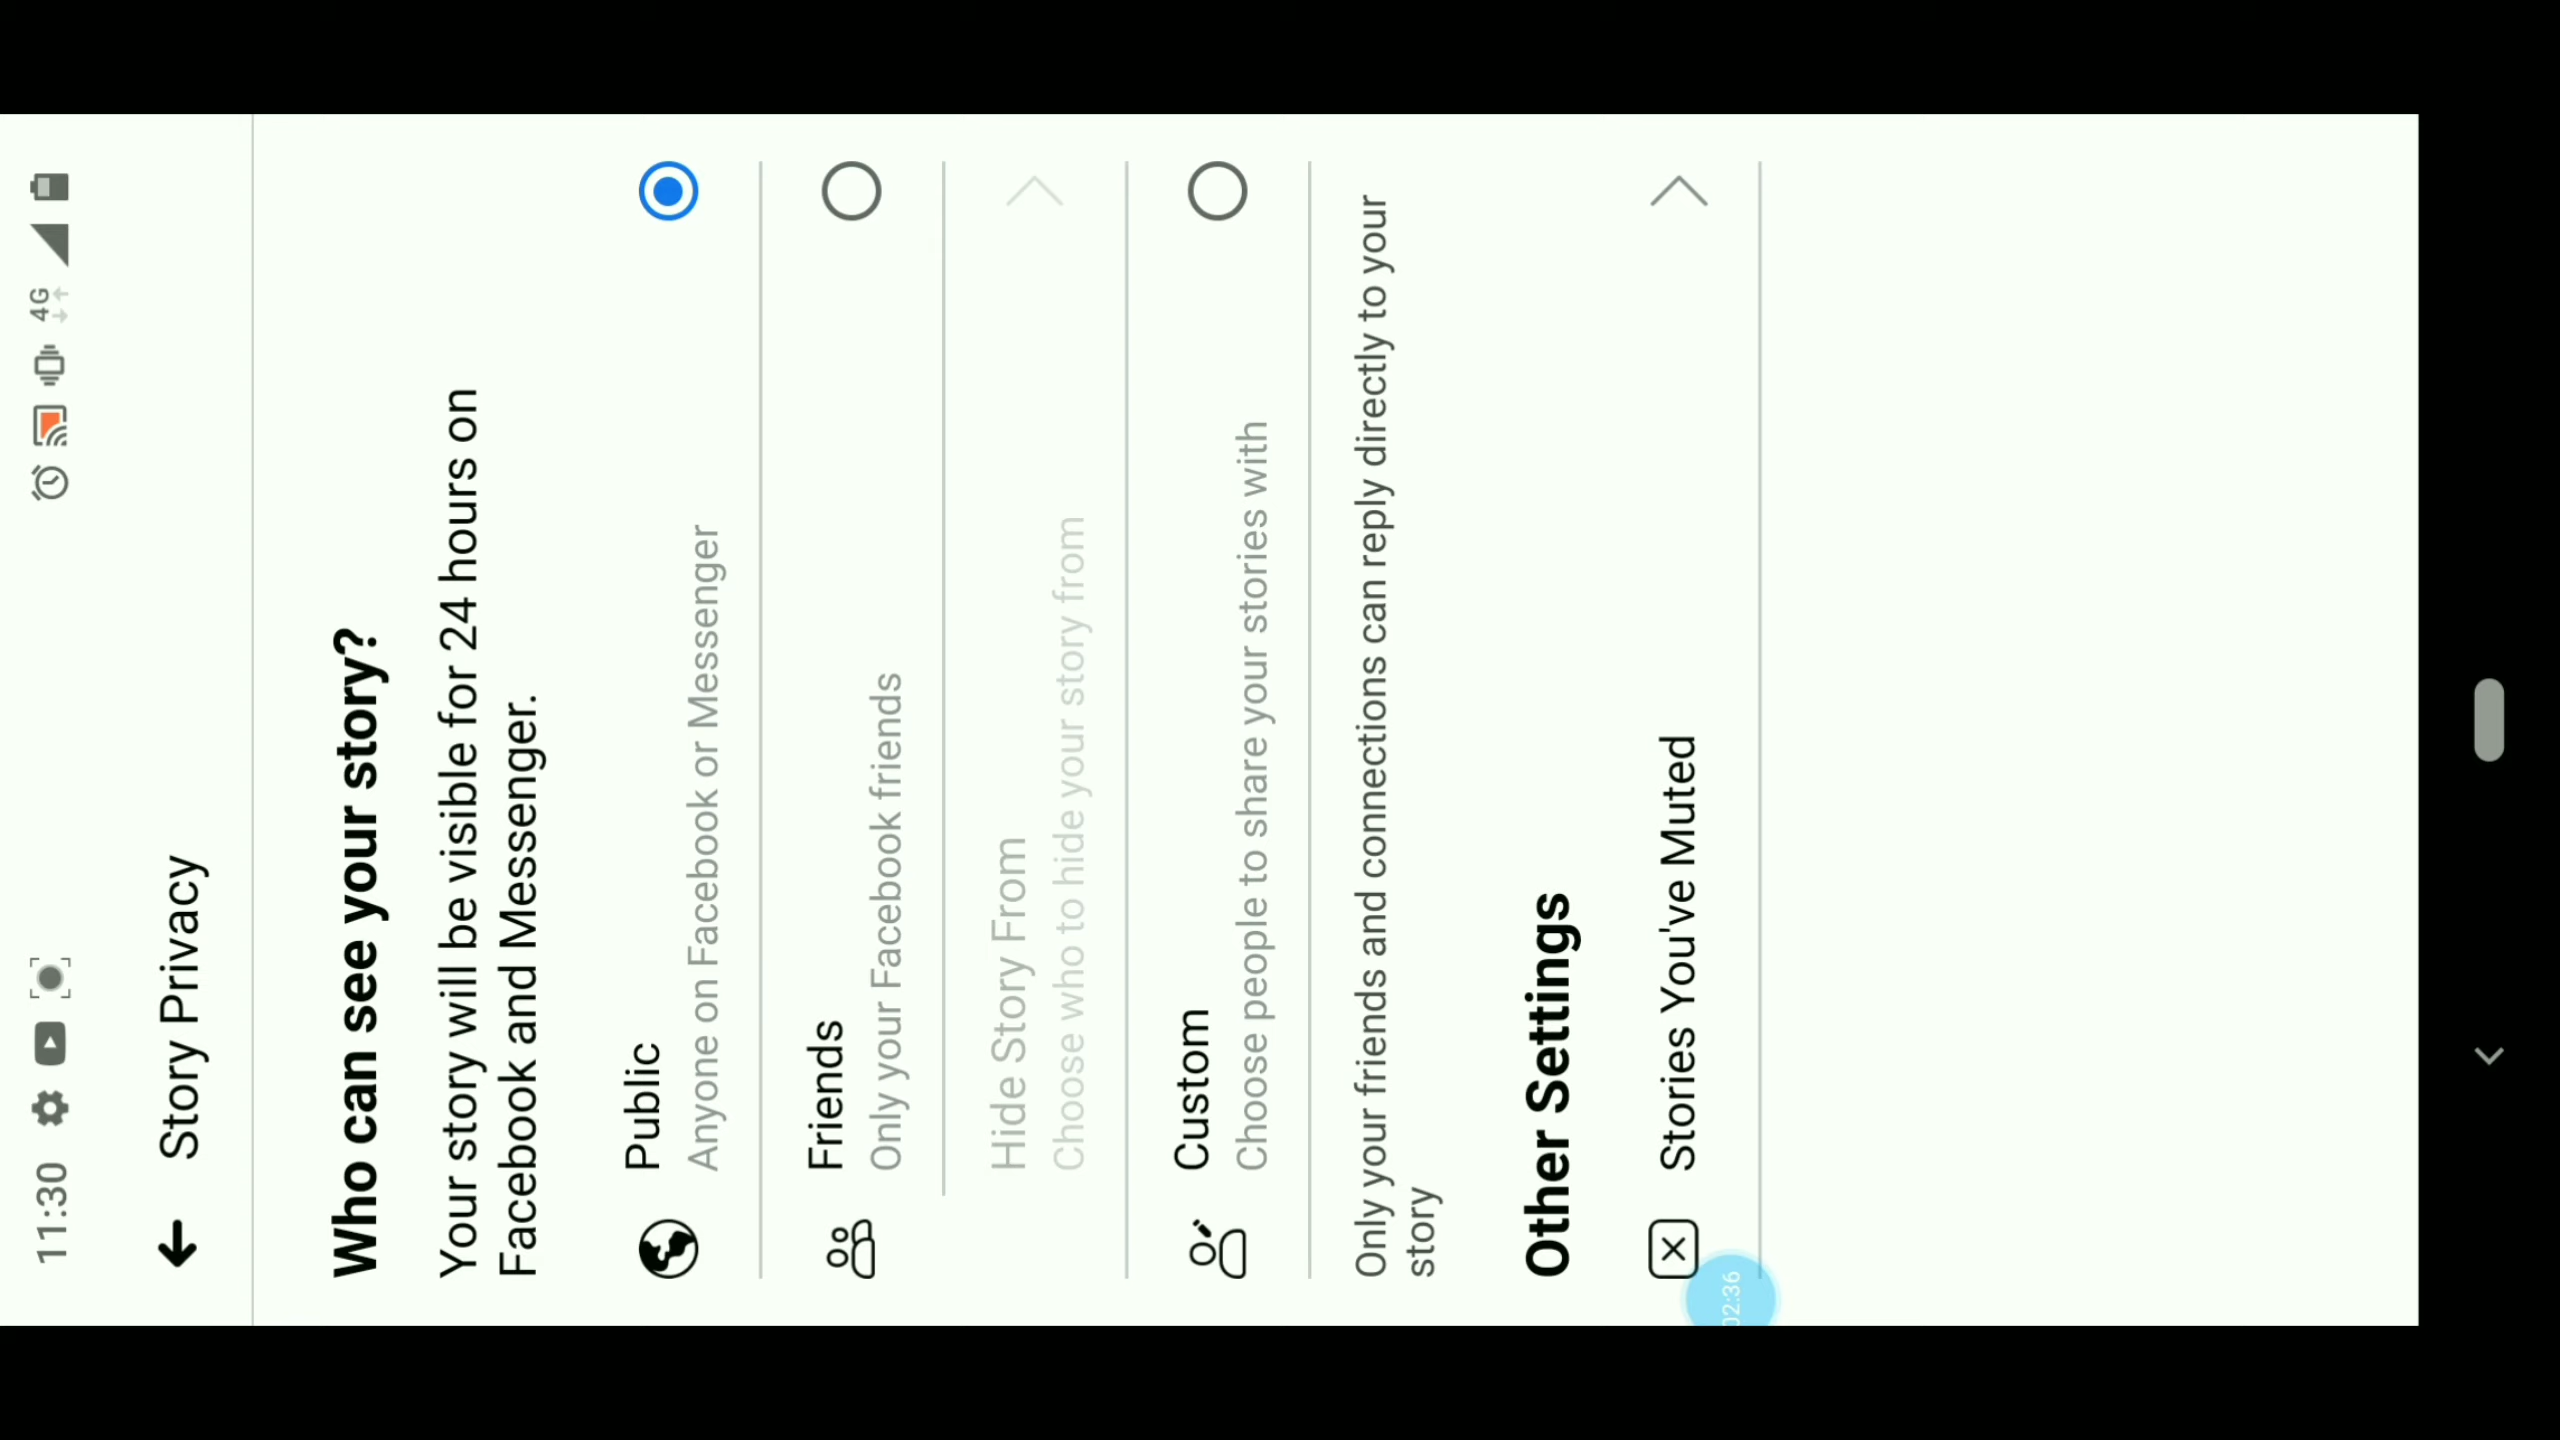 11:30
4G
Story Privacy
Who can see your story?
Your story will be visible for 24 hours on
Facebook and Messenger.
Public
Anyone on Facebook or Messenger
Friends
Only your Facebook friends
Hide Story From
Choose who to hide your story from
Custom
Choose people to share your stories with
Only your friends and connections can reply directly to your
story
Other Settings
Stories You've Muted
02:36